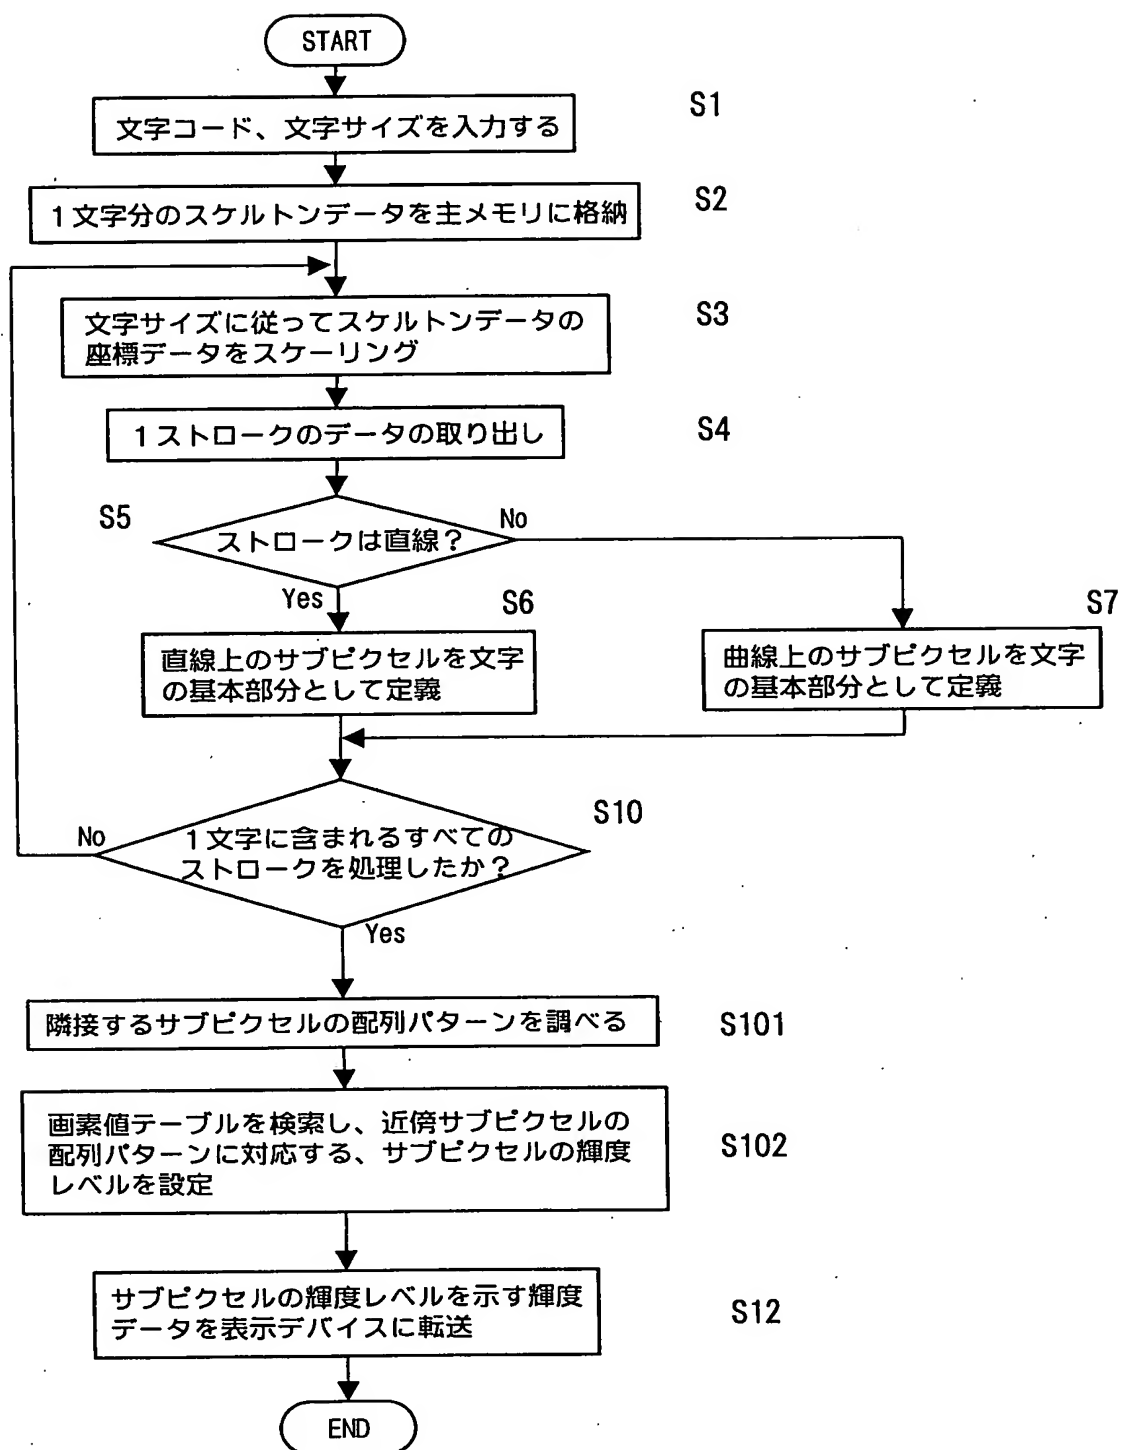 START
文字コード、文字サイズを入力する
S1
1文字分のスケルトンデータを主メモリに格納
S2
文字サイズに従ってスケルトンデータの
座標データをスケーリング
S3
1ストロークのデータの取り出し
S4
S5
ストロークは直線?
No
Yes
S6
S7
直線上のサブピクセルを文字
の基本部分として定義
曲線上のサブピクセルを文字
の基本部分として定義
S10
No
1文字に含まれるすべての
ストロークを処理したか?
Yes
隣接するサブピクセルの配列パターンを調べる
S101
画素値テーブルを検索し、近傍サブピクセルの
配列パターンに対応する、サブピクセルの輝度
レベルを設定
S102
サブピクセルの輝度レベルを示す輝度
データを表示デバイスに転送
S12
END